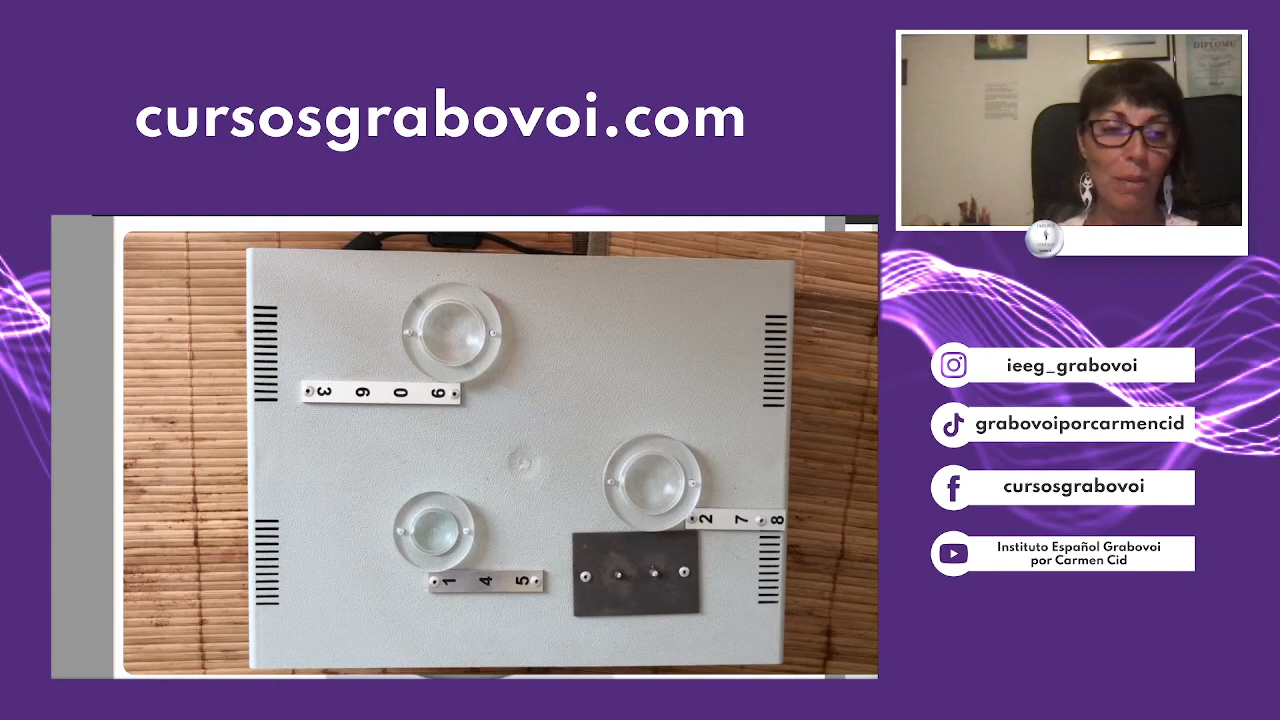 cursosgrabovoi.com
DIPLOMU
3 9 0 6
2 7 8
1 4 5
ieeg_grabovoi
grabovoiporcarmencid
cursosgrabovoi
Instituto Español Grabovoi
por Carmen Cid